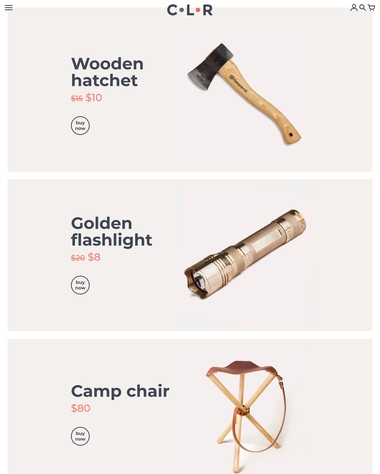 C•L•R
Wooden
hatchet
$15 $10
buy
now
Golden
flashlight
$20 $8
buy
now
Camp chair
$80
buy
now